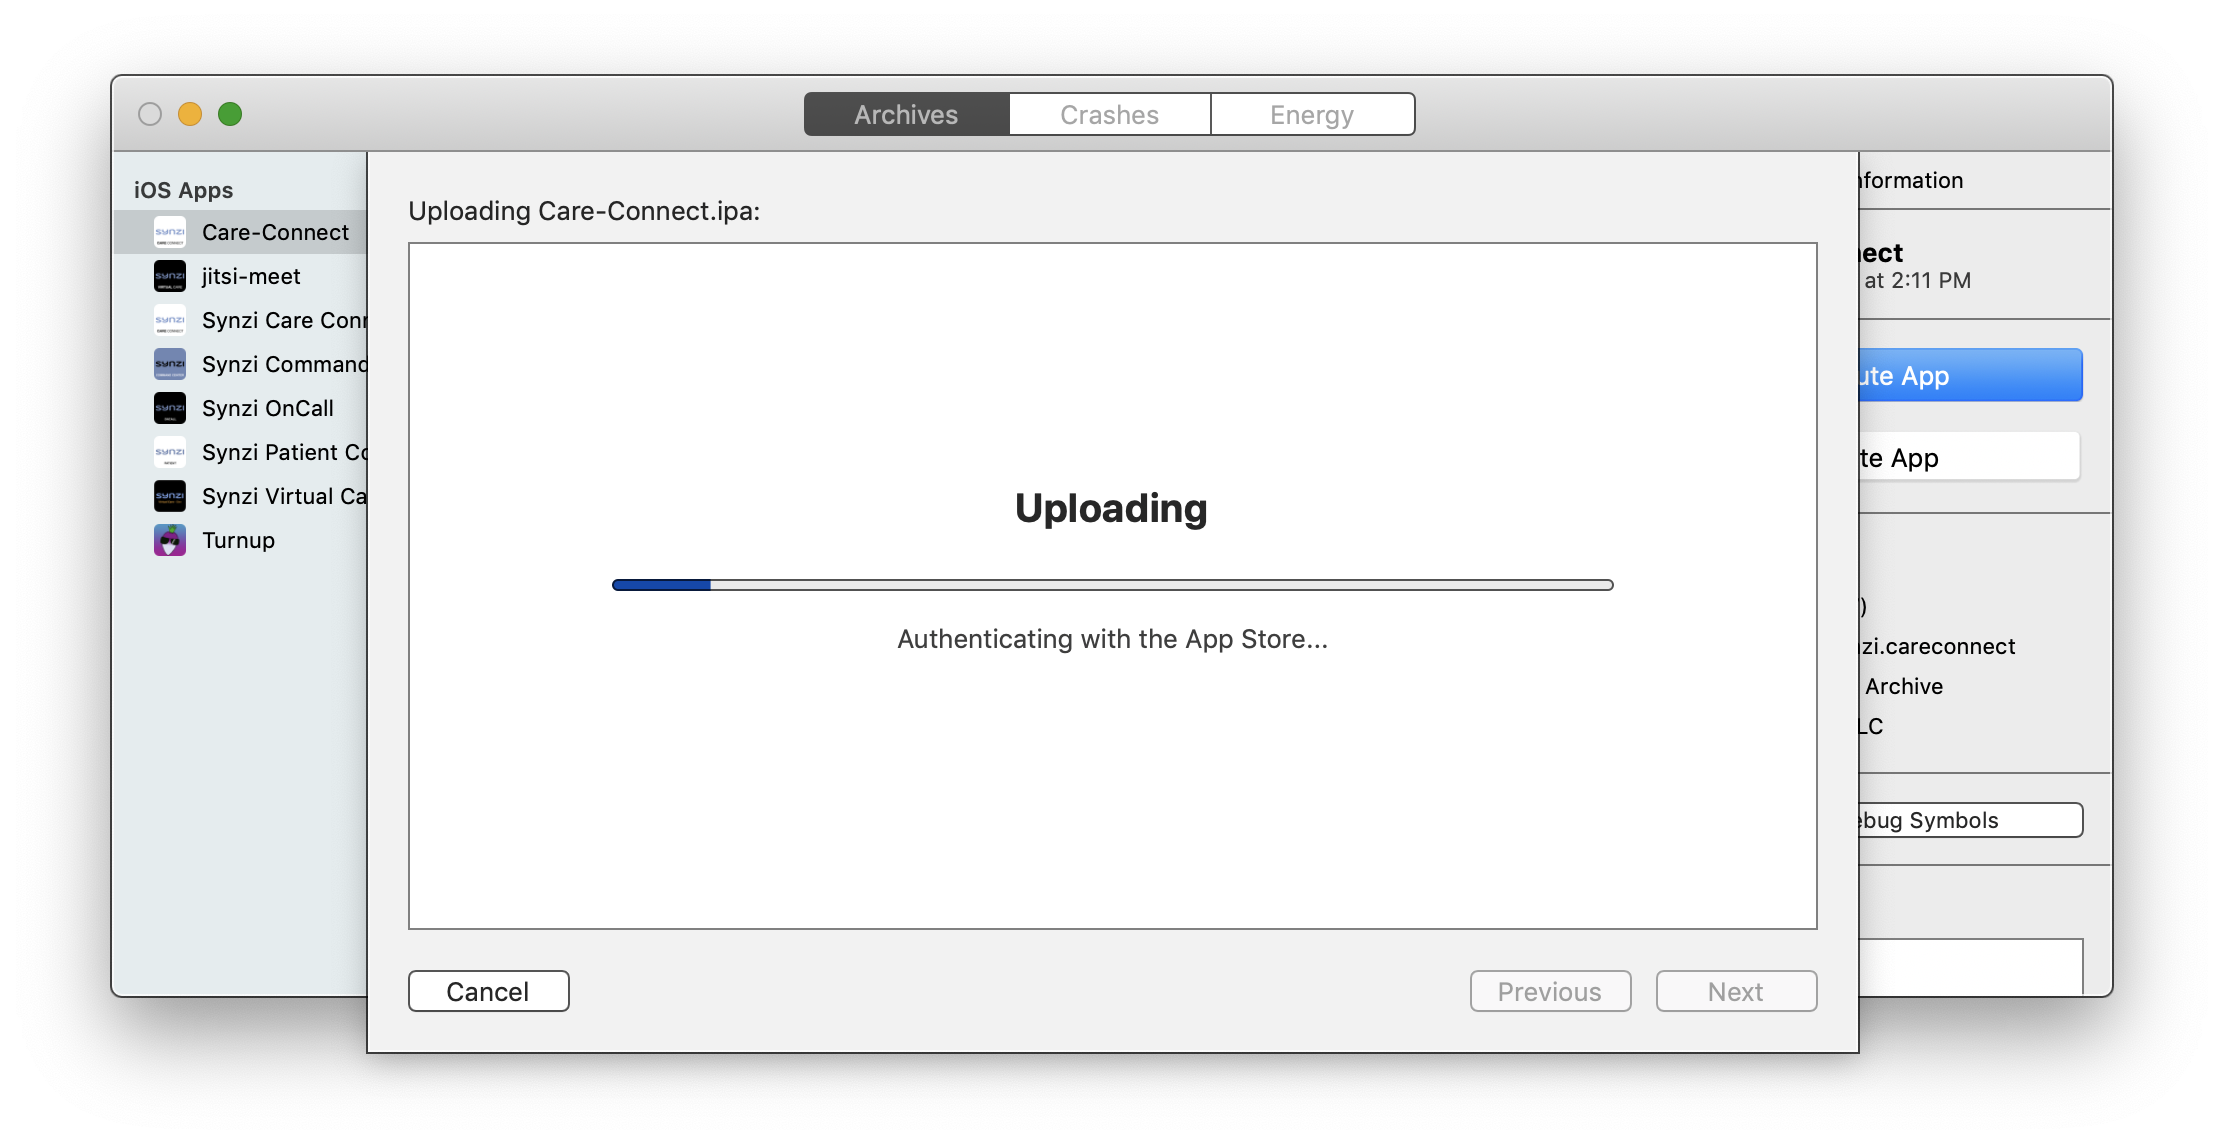 Archives
Crashes
Energy
iOS Apps
Care-Connect
jitsi-meet
Synzi Care Conn
Synzi Command
Synzi OnCall
Synzi Patient Co
Synzi Virtual Ca
Turnup
Uploading Care-Connect.ipa:
Uploading
Authenticating with the App Store...
Cancel
Previous
Next
nformation
nect
at 2:11 PM
ute App
te App
)
nzi.careconnect
Archive
LC
ebug Symbols